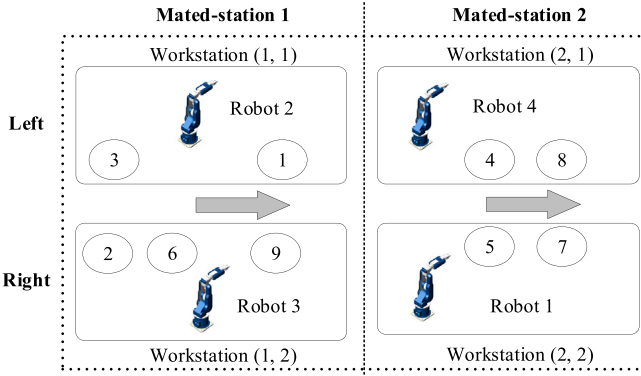 Mated-station 1
Mated-station 2
Workstation (1, 1)
Workstation (2, 1)
Left
Robot 2
Robot 4
3
1
4
8
Right
2
6
9
5
7
Robot 3
Robot 1
Workstation (1, 2)
Workstation (2, 2)